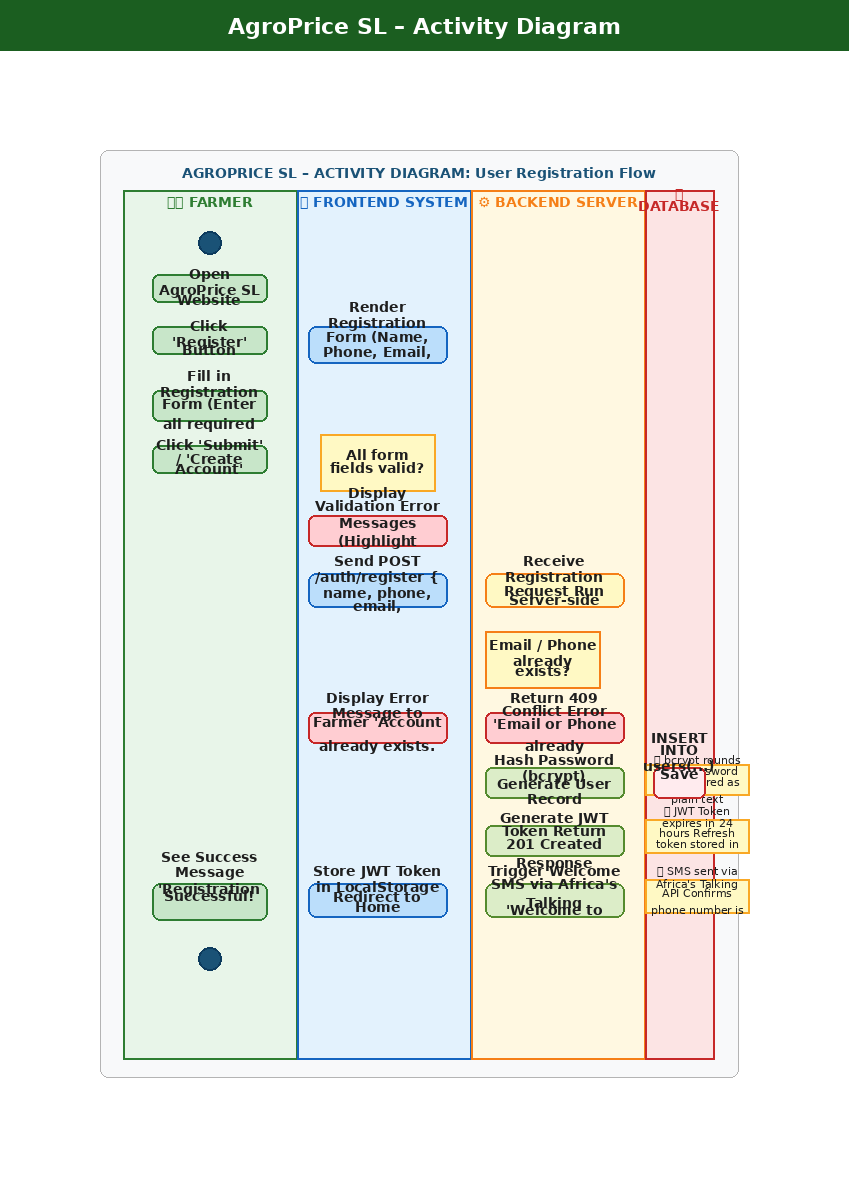 AgroPrice SL – Activity Diagram
AGROPRICE SL – ACTIVITY DIAGRAM: User Registration Flow
FARMER
FRONTEND SYSTEM
⚙ BACKEND SERVER
DATABASE
Open
AgroPrice SL
Website
Click
'Register'
Button
Fill in
Registration
Form (Enter
all required
Click 'Submit'
/ 'Create
Account'
Render
Registration
Form (Name,
Phone, Email,
All form
fields valid?
Display
Validation Error
Messages
(Highlight
Send POST
/auth/register {
name, phone,
email,
Receive
Registration
Request Run
Server-side
Email / Phone
already
exists?
Display Error
Message to
Farmer 'Account
already exists.
Return 409
Conflict Error
'Email or Phone
already
Hash Password
(bcrypt)
Generate User
Record
INSERT
INTO
users(...)
Save
bcrypt rounds
red as
plain text
Generate JWT
Token Return
201 Created
Response
JWT Token
expires in 24
hours Refresh
token stored in
See Success
Message
'Registration
Successful!'
Store JWT Token
in LocalStorage
Redirect to
Home
Trigger Welcome
SMS via Africa's
Talking
'Welcome to
SMS sent via
Africa's Talking
API Confirms
phone number is